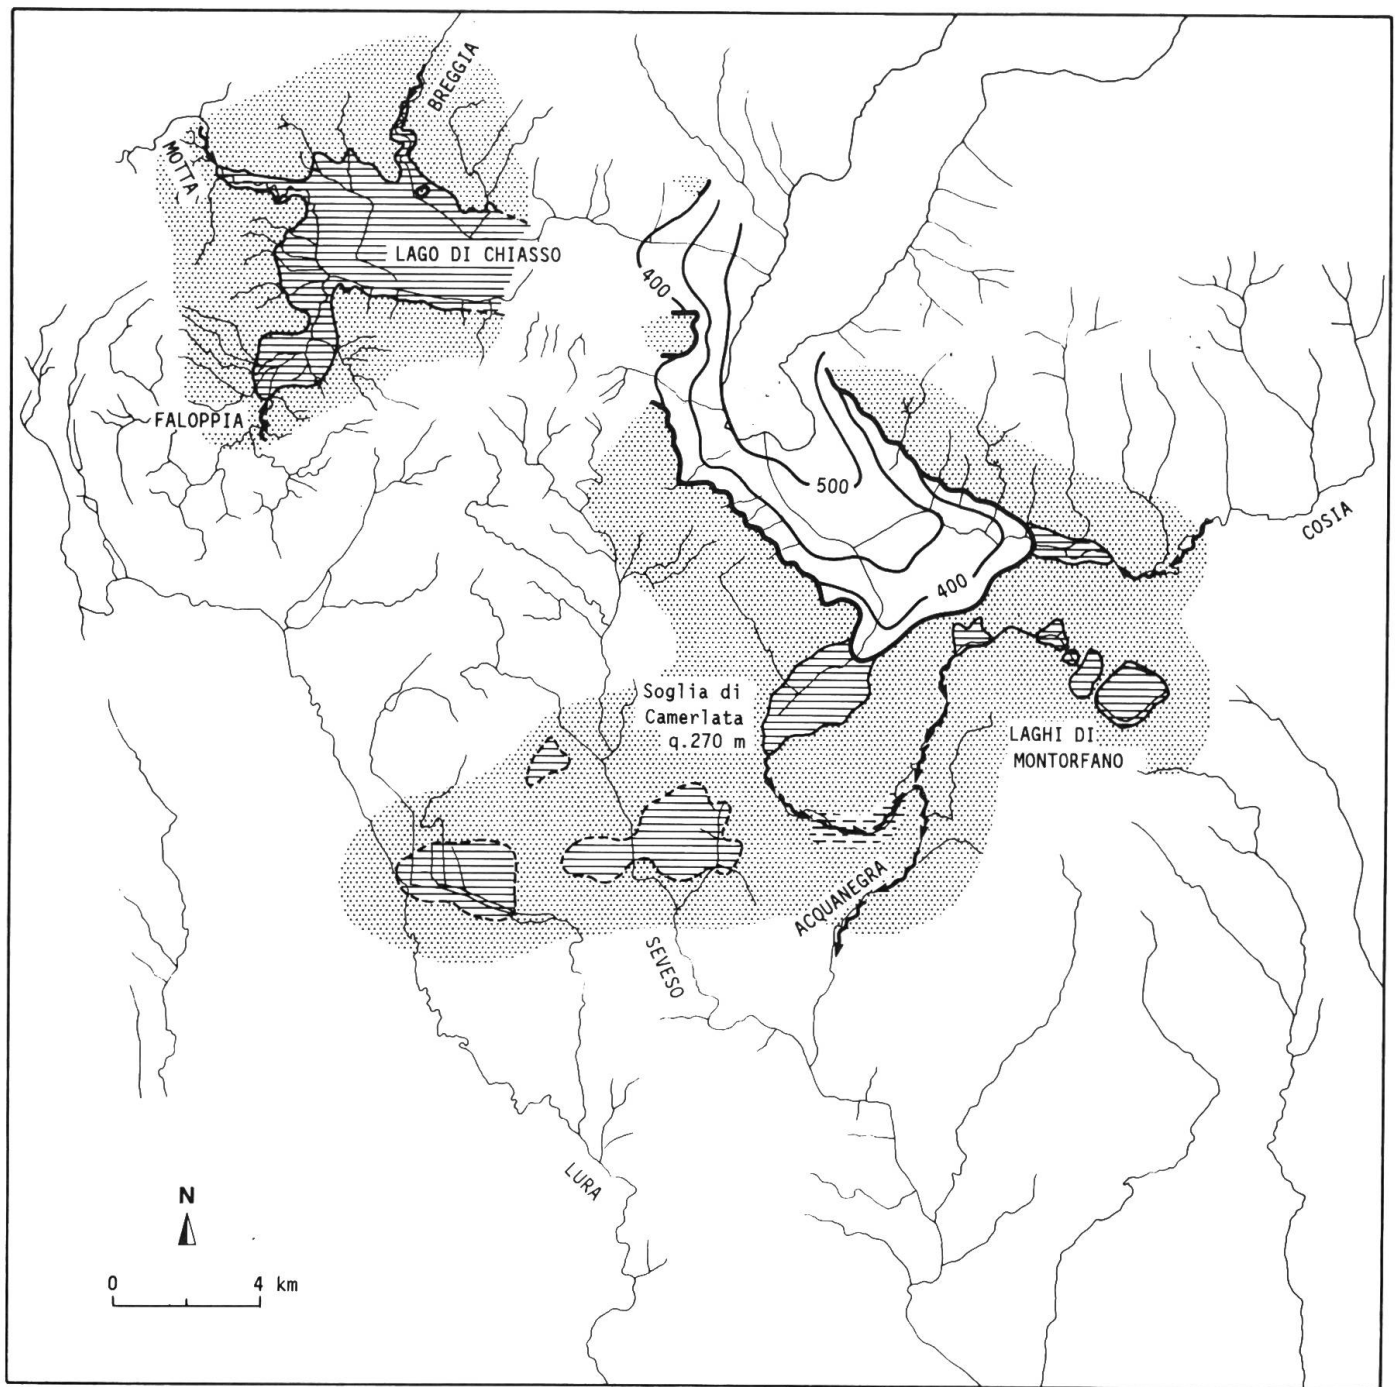 BREGGIA
MOTTA
LAGO DI CHIASSO
400
FALOPPIA
500
COSIA
400
Soglia di
Camerlata
q.270 m
LAGHI DI
MONTORFANO
ACQUANEGRA
SEVESO
LURA
N
0 4 km